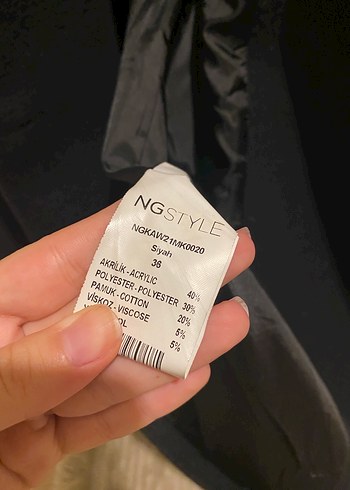 NGSTYLE
NGKAW21MK0020
Siyah
36
AKRİLİK-ACRYLIC 40%
POLYESTER-POLYESTER 30%
PAMUK-COTTON 20%
VİSKOZ-VISCOSE 5%
5%